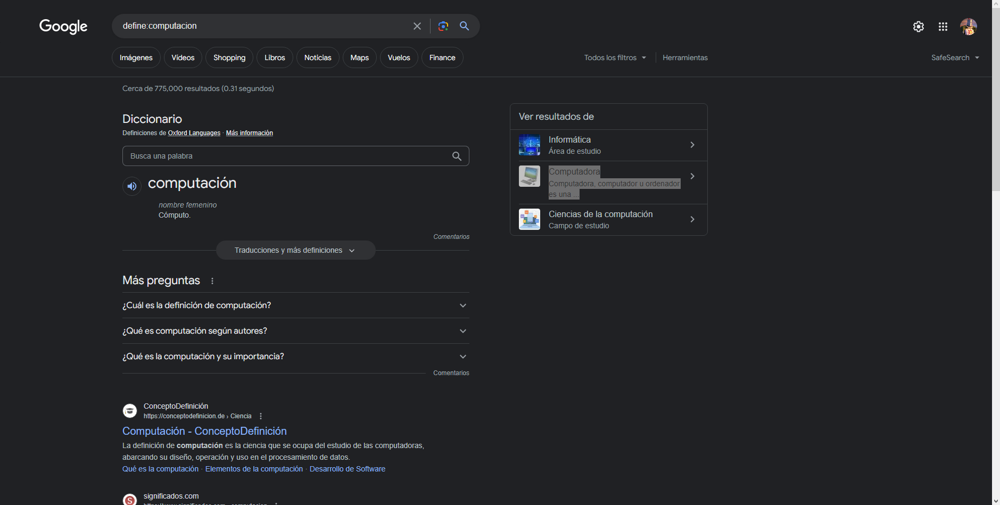 Google
define:computacion
Imágenes
Vídeos
Shopping
Libros
Noticias
Maps
Vuelos
Finance
Todos los filtros
Herramientas
SafeSearch
Cerca de 775,000 resultados (0.31 segundos)
Diccionario
Definiciones de Oxford Languages · Más información
Busca una palabra
computación
nombre femenino
Cómputo.
Comentarios
Traducciones y más definiciones
Más preguntas
¿Cuál es la definición de computación?
¿Qué es computación según autores?
¿Qué es la computación y su importancia?
Comentarios
ConceptoDefinición
https://conceptodefinicion.de › Ciencia
Computación - ConceptoDefinición
La definición de computación es la ciencia que se ocupa del estudio de las computadoras,
abarcando su diseño, operación y uso en el procesamiento de datos.
Qué es la computación · Elementos de la computación · Desarrollo de Software
S
significados.com
Ver resultados de
Informática
Área de estudio
Computadora
Computadora, computador u ordenador
es una ...
Ciencias de la computación
Campo de estudio